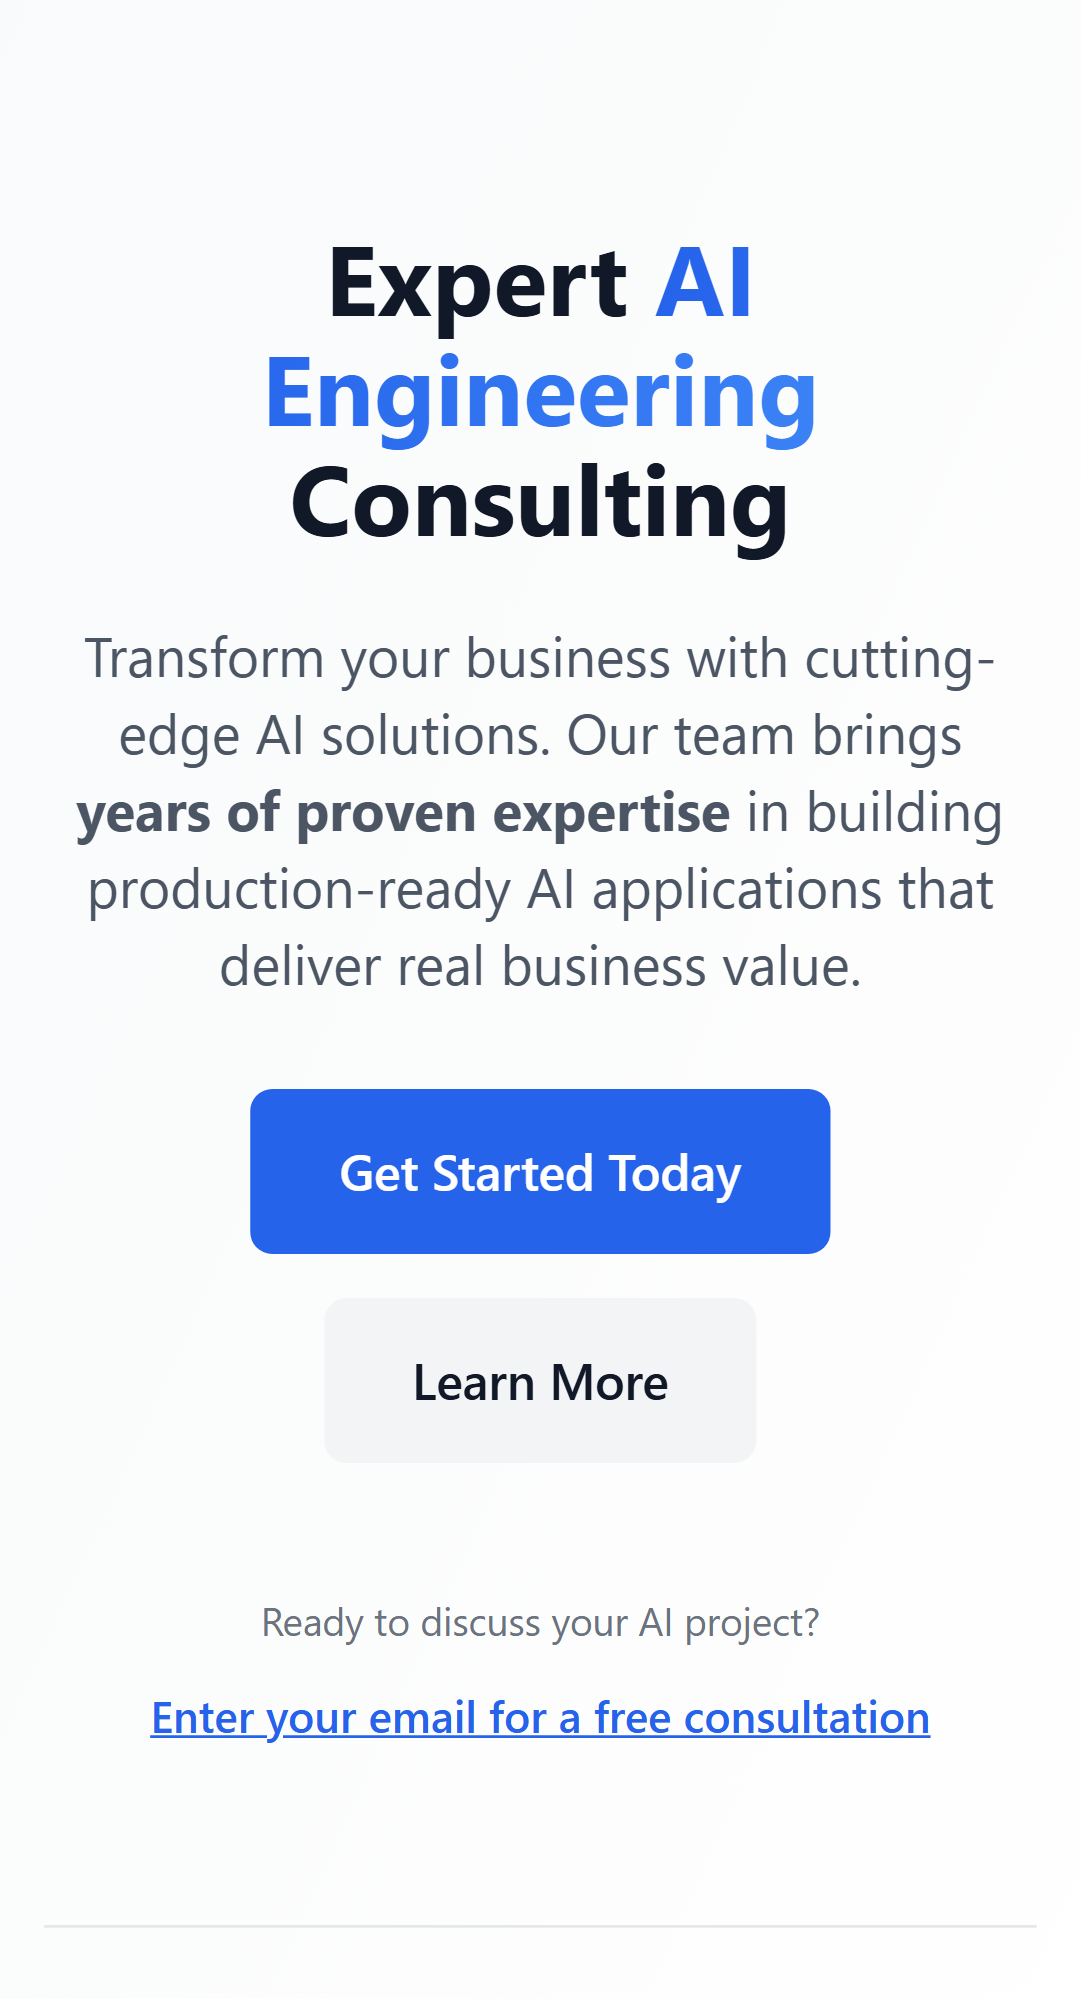 Expert AI
Engineering
Consulting
Transform your business with cutting-
edge AI solutions. Our team brings
years of proven expertise in building
production-ready AI applications that
deliver real business value.
Get Started Today
Learn More
Ready to discuss your AI project?
Enter your email for a free consultation